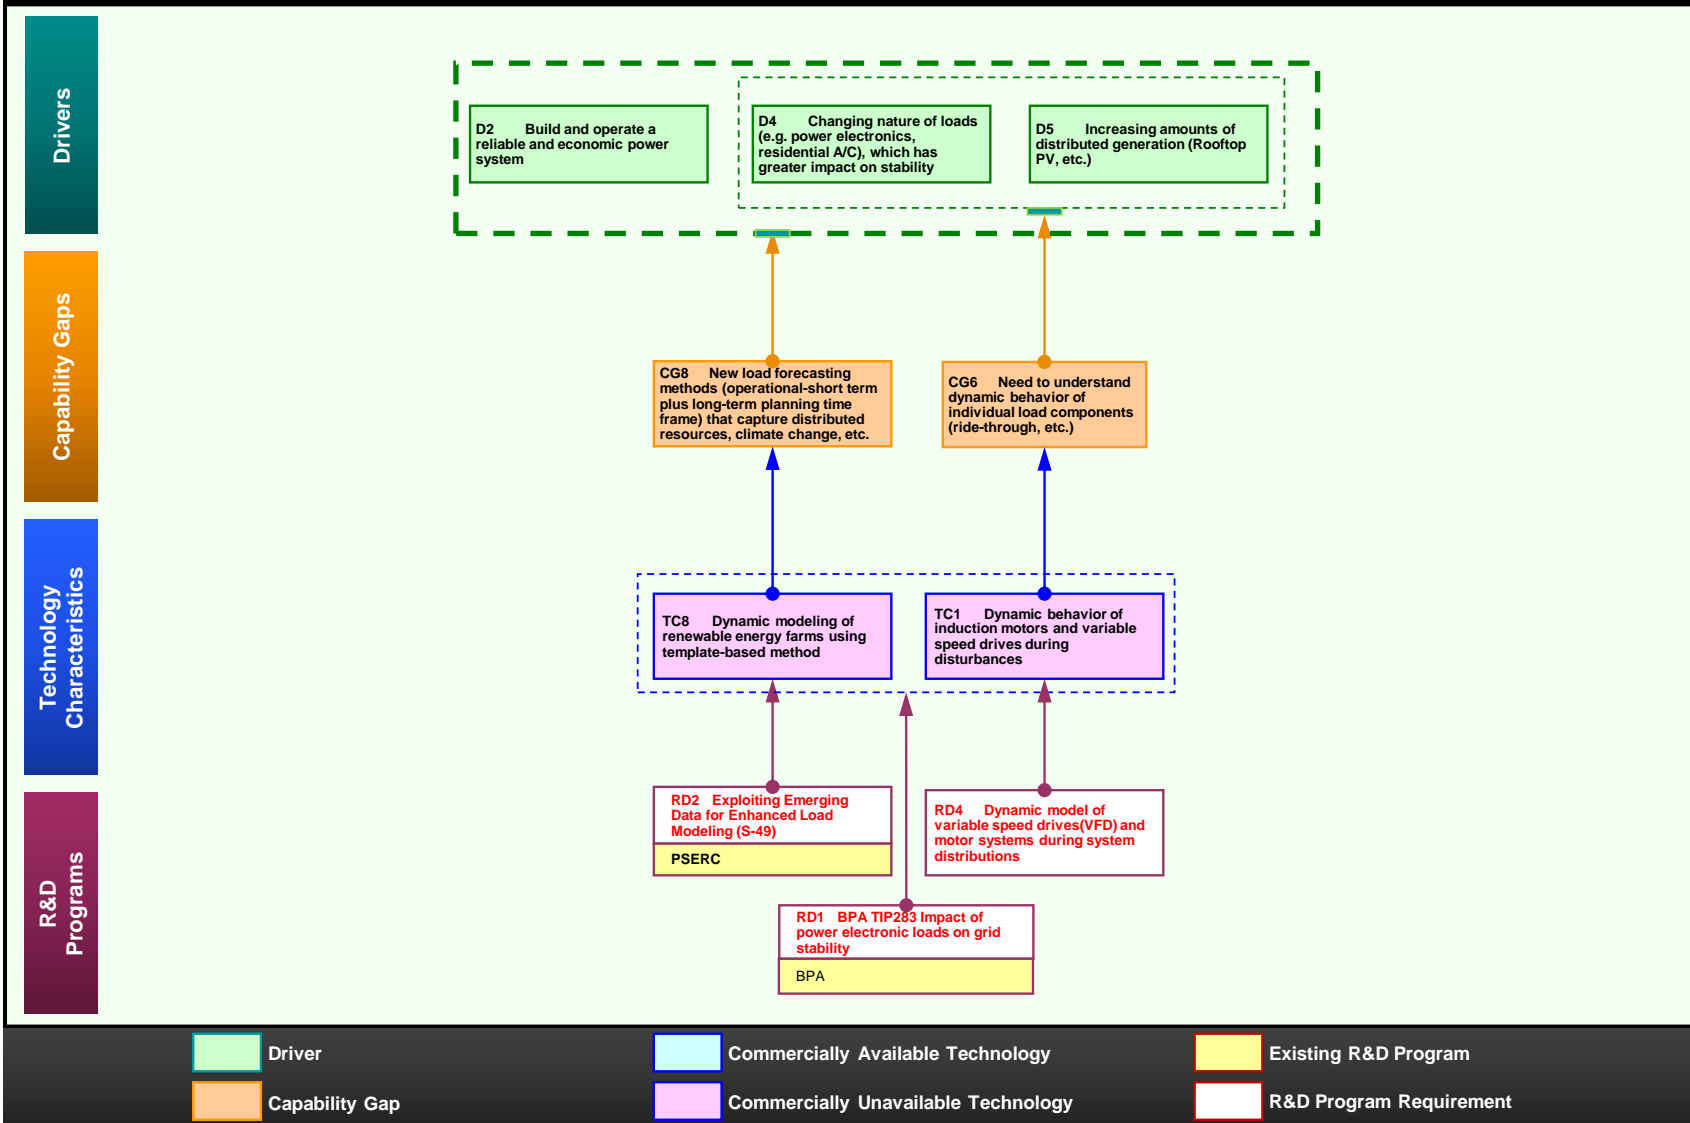 Drivers
D2 Build and operate a
reliable and economic power
system
D4 Changing nature of loads
(e.g. power electronics,
residential A/C), which has
greater impact on stability
D5 Increasing amounts of
distributed generation (Rooftop
PV, etc.)
Capability Gaps
CG8 New load forecasting
methods (operational-short term
plus long-term planning time
frame) that capture distributed
resources, climate change, etc.
CG6 Need to understand
dynamic behavior of
individual load components
(ride-through, etc.)
Technology
Characteristics
TC8 Dynamic modeling of
renewable energy farms using
template-based method
TC1 Dynamic behavior of
induction motors and variable
speed drives during
disturbances
R&D
Programs
RD2 Exploiting Emerging
Data for Enhanced Load
Modeling (S-49)
PSERC
RD4 Dynamic model of
variable speed drives(VFD) and
motor systems during system
distributions
RD1 BPA TIP283 Impact of
power electronic loads on grid
stability
BPA
Driver
Commercially Available Technology
Existing R&D Program
Capability Gap
Commercially Unavailable Technology
R&D Program Requirement